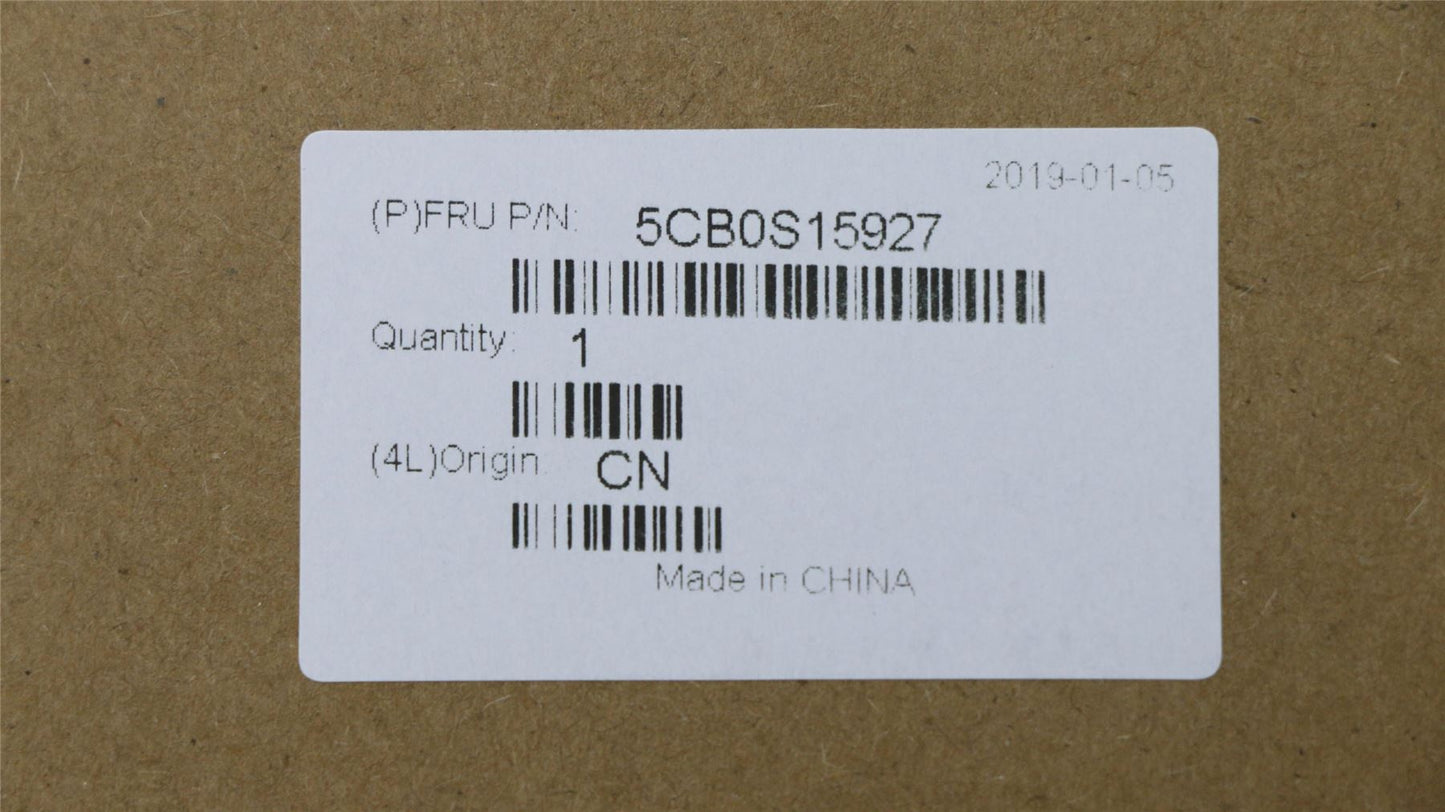 2019-01-05
(P)FRU P/N: 5CB0S15927
Quantity: 1
(4L)Origin: CN
Made in CHINA